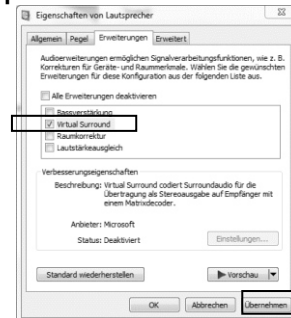 Eigenschaften von Lautsprecher
Allgemein Pegel Erweiterungen Erweitert
Audioerweiterungen ermöglichen Signalverarbeitungsfunktionen, wie z. B.
Korrekturen für Geräte- und Raummerkmale. Wählen Sie die gewünschten
Erweiterungen für diese Konfiguration aus der folgenden Liste aus.
Alle Erweiterungen deaktivieren
Bassverstärkung
Virtual Surround
Raumkorrektur
Lautstärkeausgleich
Verbesserungseigenschaften
Beschreibung: Virtual Surround codiert Surroundaudio für die
Übertragung als Stereoausgabe auf Empfänger mit
einem Matrixdecoder.
Anbieter: Microsoft
Status: Deaktiviert
Einstellungen...
Standard wiederherstellen
Vorschau
OK Abbrechen Übernehmen